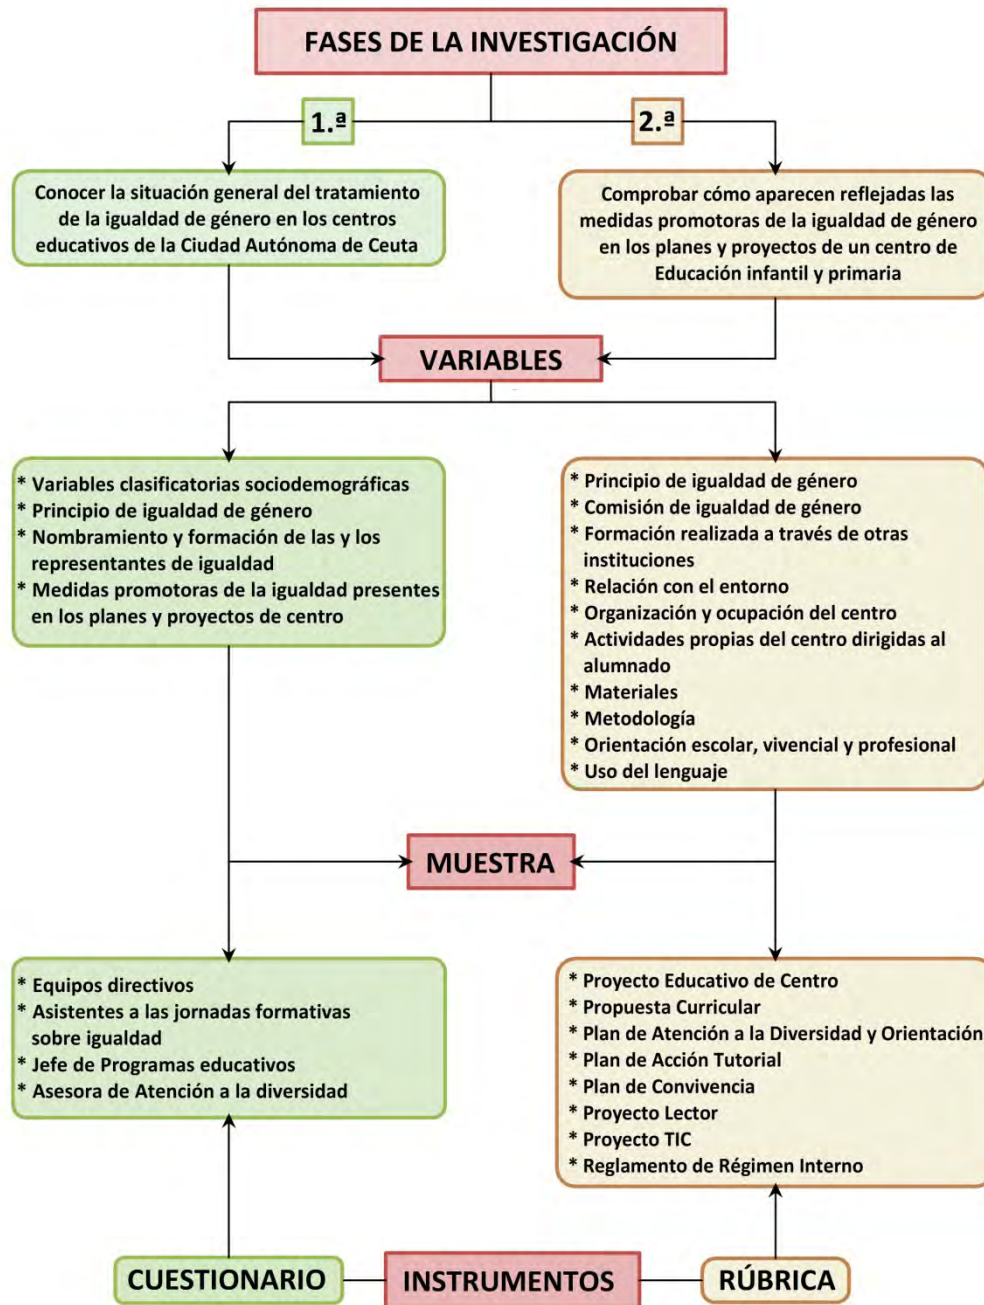 FASES DE LA INVESTIGACIÓN
1.ª
2.ª
Conocer la situación general del tratamiento
de la igualdad de género en los centros
educativos de la Ciudad Autónoma de Ceuta
Comprobar cómo aparecen reflejadas las
medidas promotoras de la igualdad de género
en los planes y proyectos de un centro de
Educación infantil y primaria
VARIABLES
* Variables clasificatorias sociodemográficas
* Principio de igualdad de género
* Nombramiento y formación de las y los
representantes de igualdad
* Medidas promotoras de la igualdad presentes
en los planes y proyectos de centro
* Principio de igualdad de género
* Comisión de igualdad de género
* Formación realizada a través de otras
instituciones
* Relación con el entorno
* Organización y ocupación del centro
* Actividades propias del centro dirigidas al
alumnado
* Materiales
* Metodología
* Orientación escolar, vivencial y profesional
* Uso del lenguaje
MUESTRA
* Equipos directivos
* Asistentes a las jornadas formativas
sobre igualdad
* Jefe de Programas educativos
* Asesora de Atención a la diversidad
* Proyecto Educativo de Centro
* Propuesta Curricular
* Plan de Atención a la Diversidad y Orientación
* Plan de Acción Tutorial
* Plan de Convivencia
* Proyecto Lector
* Proyecto TIC
* Reglamento de Régimen Interno
CUESTIONARIO
INSTRUMENTOS
RÚBRICA